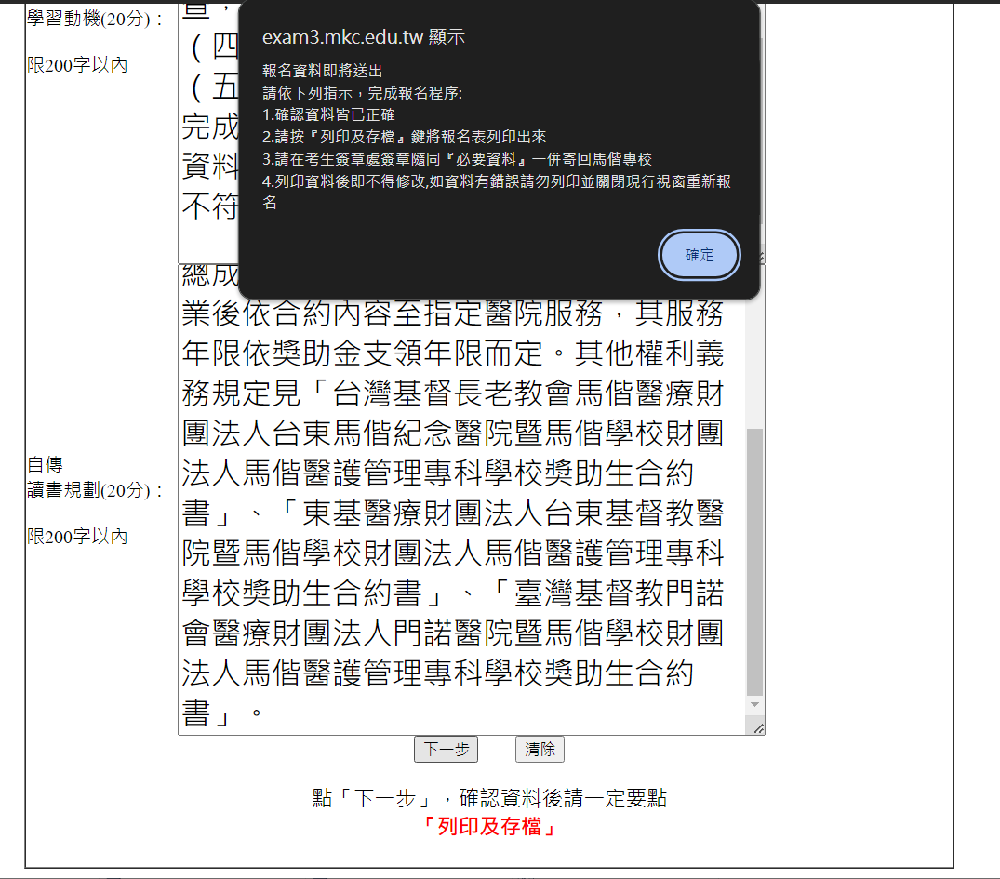 學習動機(20分)：
限200字以內
（四
（五
完成
資料
不符
exam3.mkc.edu.tw 顯示
報名資料即將送出
請依下列指示，完成報名程序:
1.確認資料皆已正確
2.請按『列印及存檔』鍵將報名表列印出來
3.請在考生簽章處簽章隨同『必要資料』一併寄回馬偕專校
4.列印資料後即不得修改,如資料有錯誤請勿列印並關閉現行視窗重新報
名
確定
自傳
讀書規劃(20分)：
限200字以內
總成
業後依合約內容至指定醫院服務，其服務
年限依獎助金支領年限而定。其他權利義
務規定見「台灣基督長老教會馬偕醫療財
團法人台東馬偕紀念醫院暨馬偕學校財團
法人馬偕醫護管理專科學校獎助生合約
書」、「東基醫療財團法人台東基督教醫
院暨馬偕學校財團法人馬偕醫護管理專科
學校獎助生合約書」、「臺灣基督教門諾
會醫療財團法人門諾醫院暨馬偕學校財團
法人馬偕醫護管理專科學校獎助生合約
書」。
下一步
清除
點「下一步」，確認資料後請一定要點
「列印及存檔」